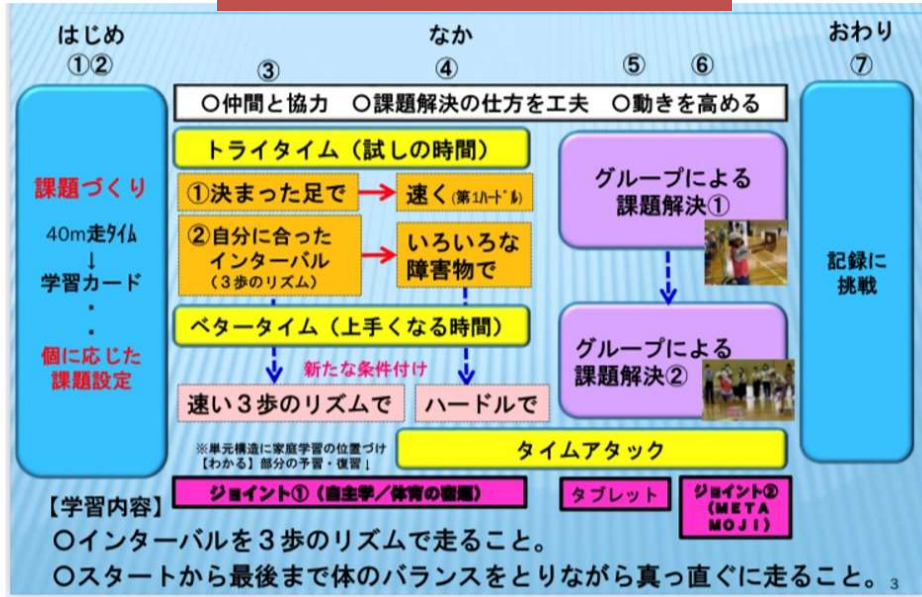 はじめ
①②
なか
③
④
⑤
⑥
おわり
⑦
○仲間と協力 ○課題解決の仕方を工夫 ○動きを高める
課題づくり
40m走タイム
↓
学習カード
・
・
個に応じた
課題設定
トライタイム（試しの時間）
①決まった足で
速く（第1ハードル）
②自分に合った
インターバル
（３歩のリズム）
いろいろな
障害物で
ベタータイム（上手くなる時間）
新たな条件付け
速い３歩のリズムで
ハードルで
グループによる
課題解決①
グループによる
課題解決②
タイムアタック
記録に
挑戦
※単元構造に家庭学習の位置づけ
【わかる】部分の予習・復習↓
ジョイント①（自主学／体育の宿題）
タブレット
ジョイント②
（META
MOJI）
【学習内容】
○インターバルを３歩のリズムで走ること。
○スタートから最後まで体のバランスをとりながら真っ直ぐに走ること。
3